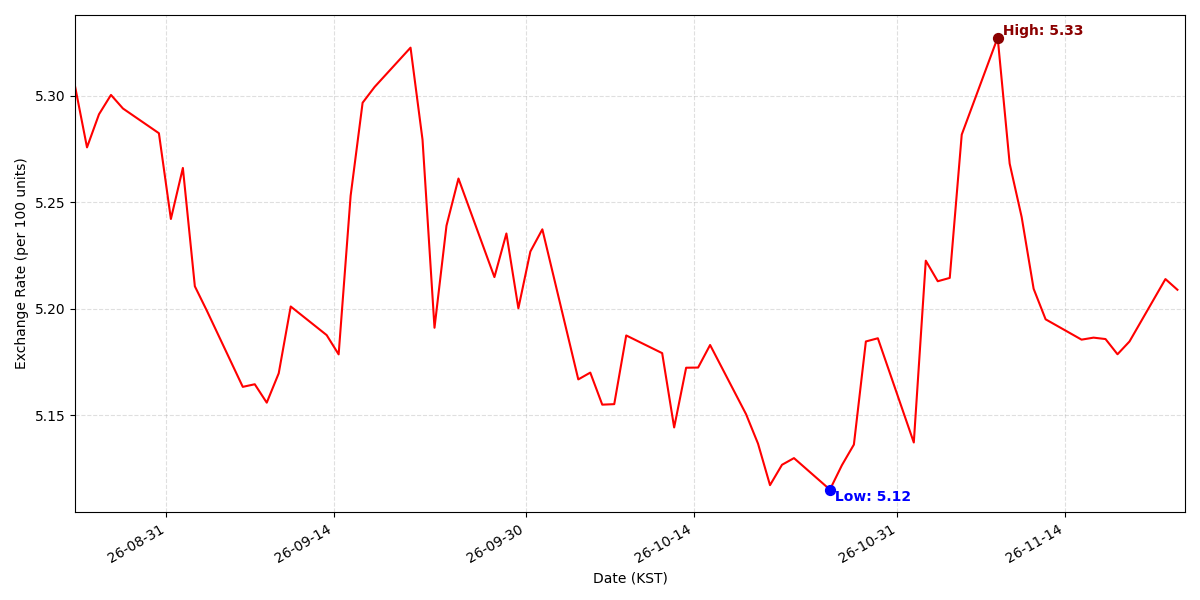 High: 5.33
5.30
5.25
5.20
5.15
Exchange Rate (per 100 units)
Low: 5.12
26-08-31
26-09-14
26-09-30
26-10-14
26-10-31
26-11-14
Date (KST)